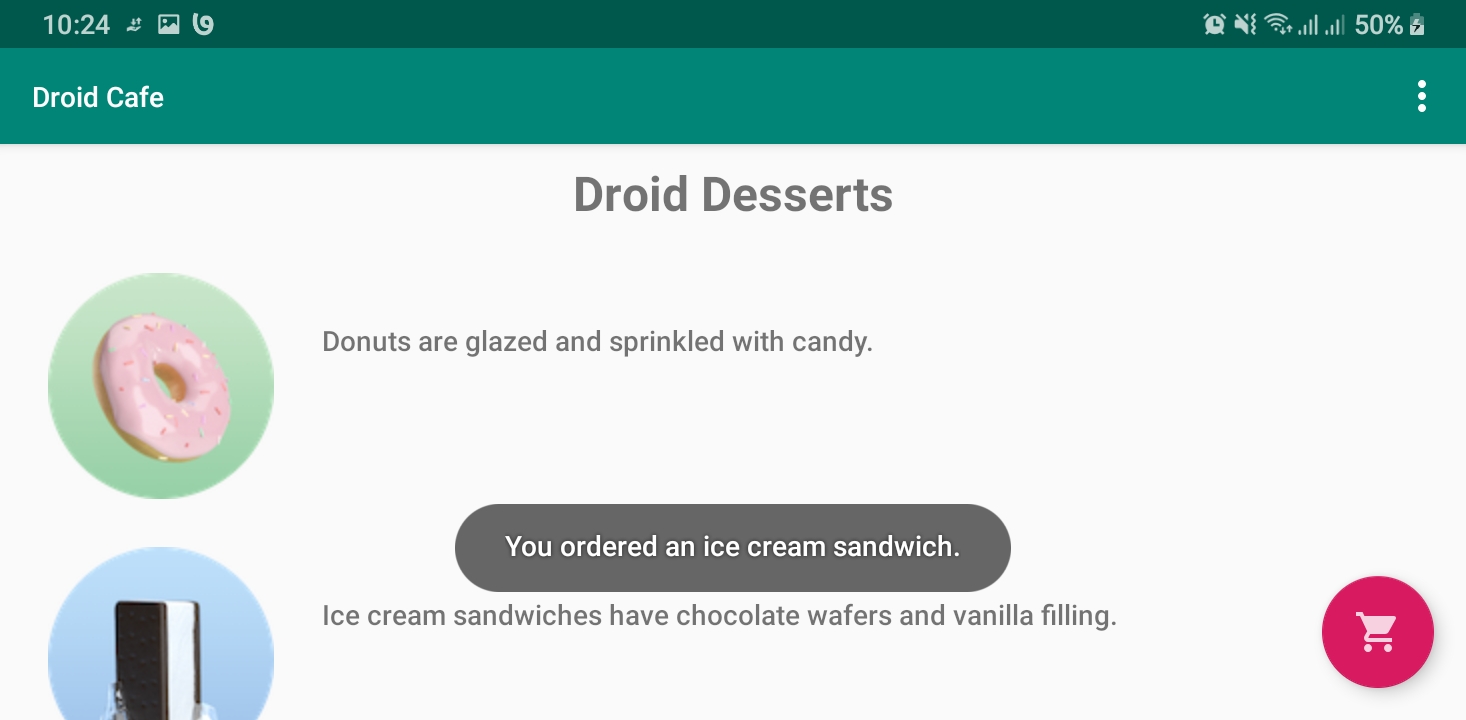 10:24
50%
Droid Cafe
Droid Desserts
Donuts are glazed and sprinkled with candy.
You ordered an ice cream sandwich.
Ice cream sandwiches have chocolate wafers and vanilla filling.